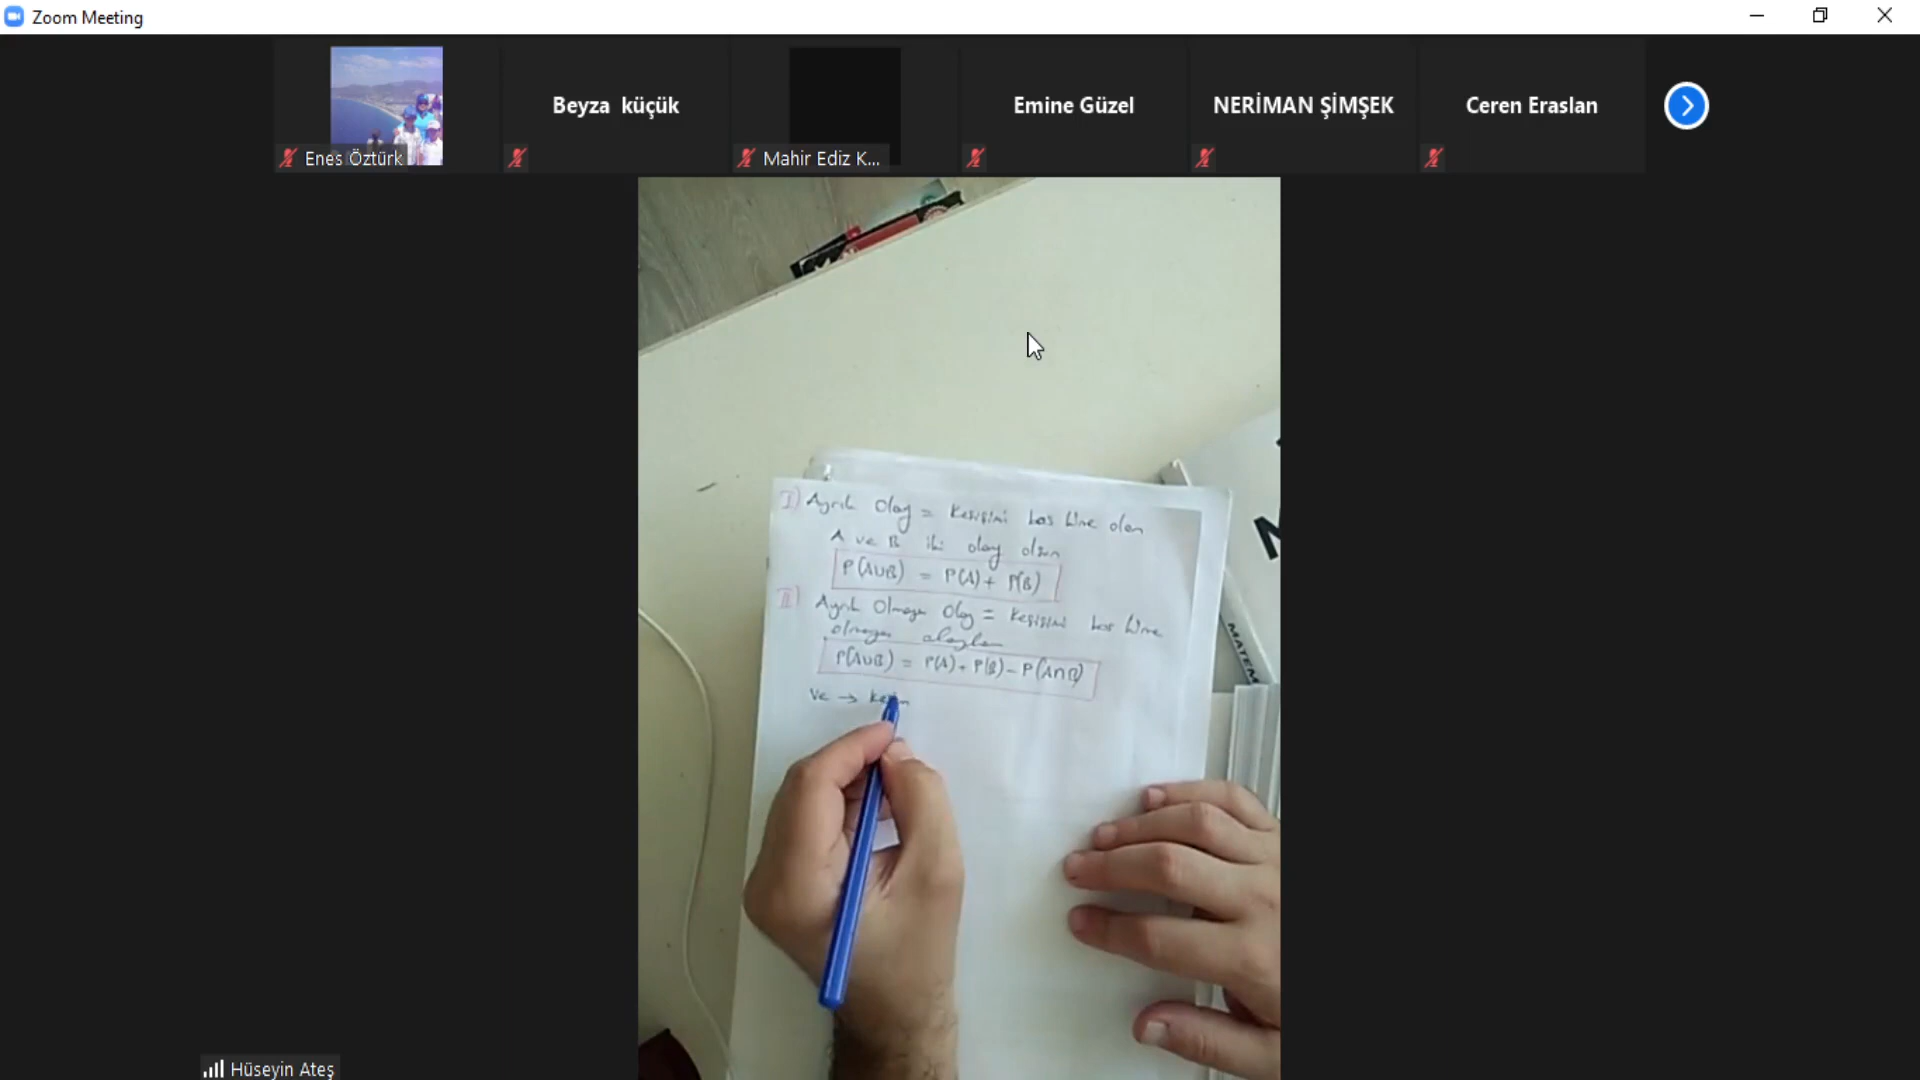 Zoom Meeting
Enes Öztürk
Beyza küçük
Mahir Ediz K...
Emine Güzel
NERİMAN ŞİMŞEK
Ceren Eraslan
I) Ayrık Olay = Kesişimi boş küme olan
A ve B iki olay olsun
P(A∪B) = P(A) + P(B)
II) Ayrık Olmayan Olay = Kesişimi boş küme
olmayan olaylar
P(A∪B) = P(A) + P(B) - P(A∩B)
ve →
MATEM
Hüseyin Ateş